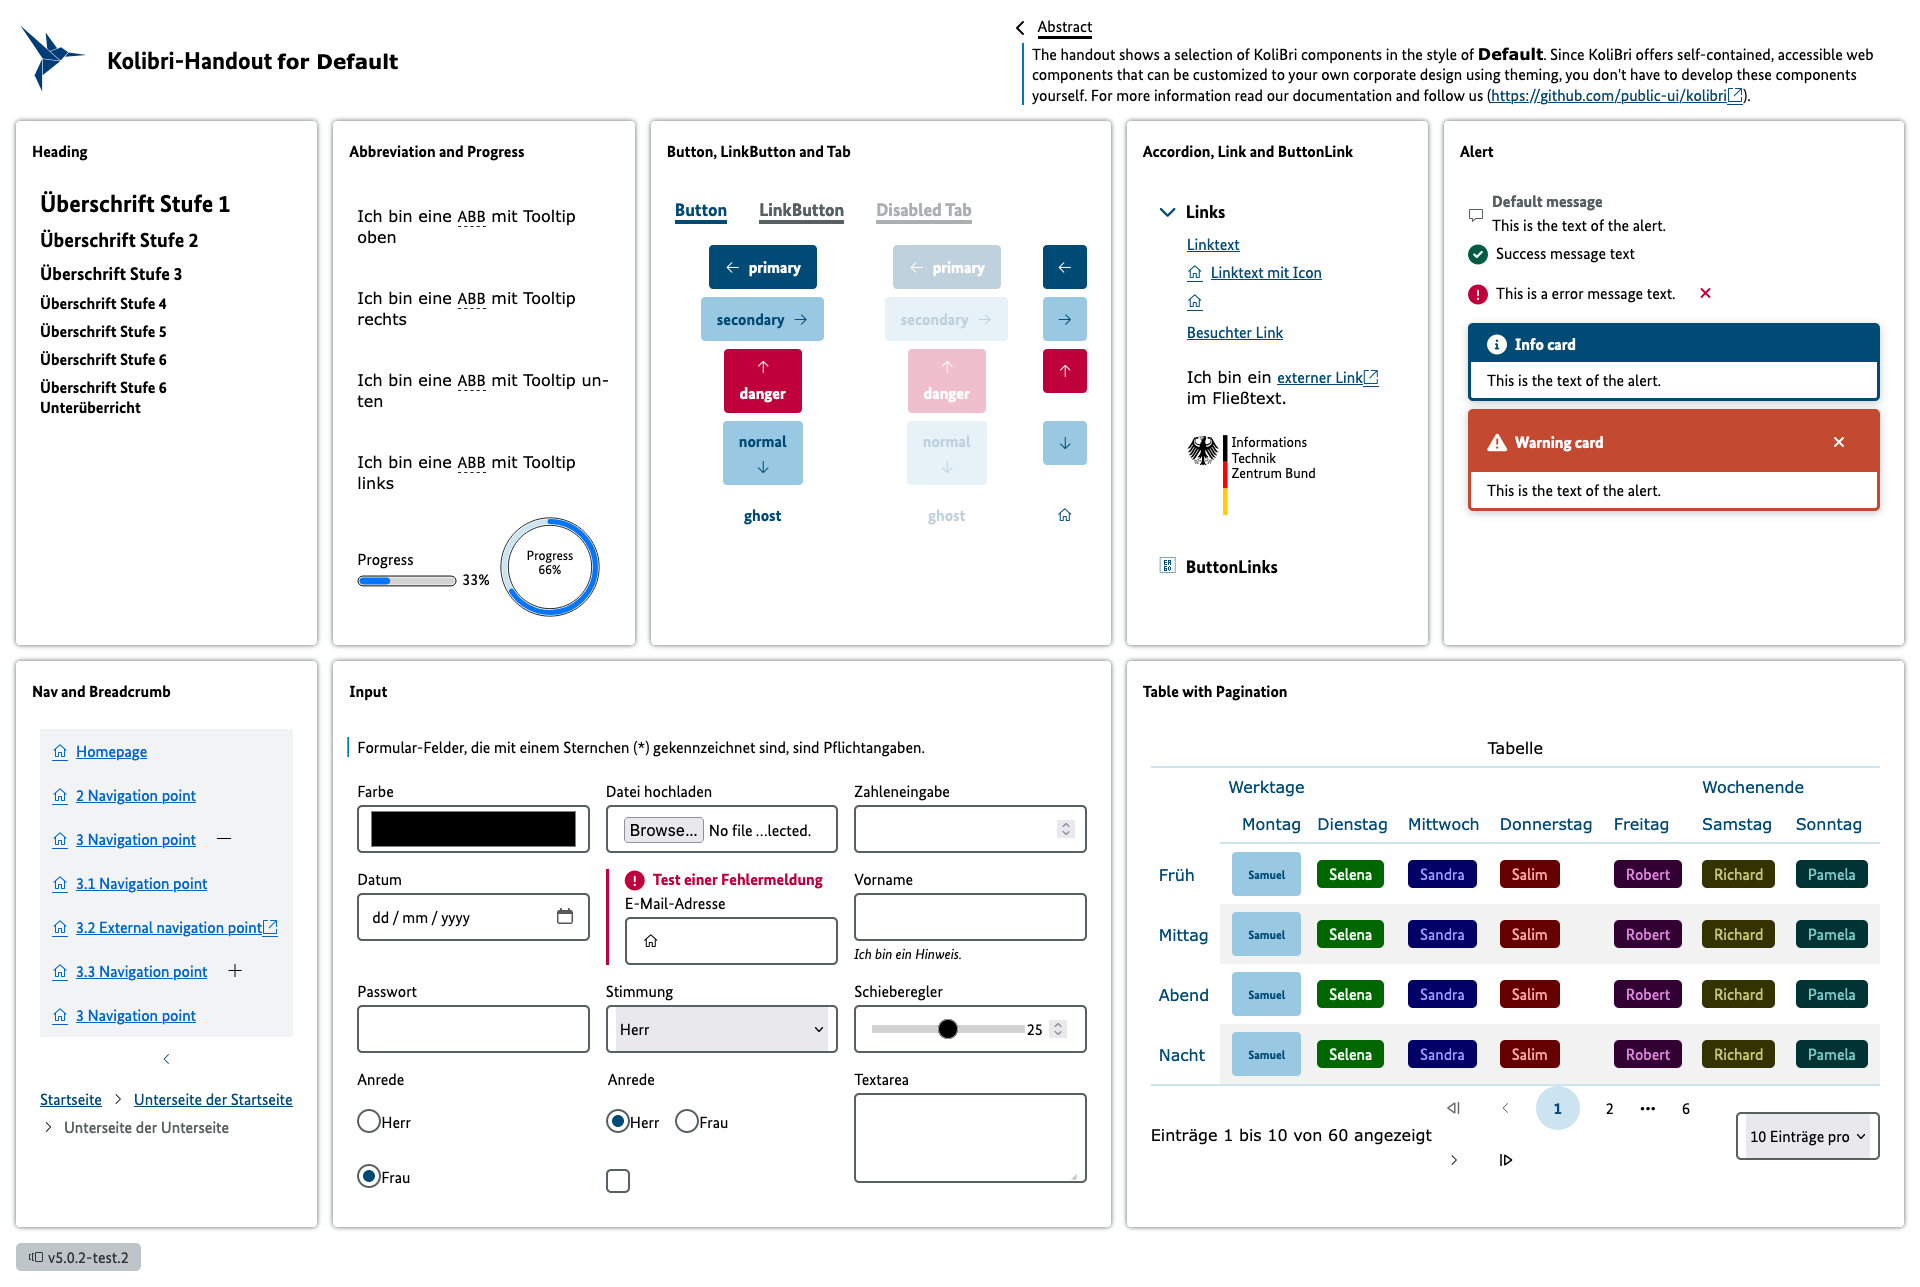 Kolibri-Handout for Default
Abstract
The handout shows a selection of KoliBri components in the style of Default. Since KoliBri offers self-contained, accessible web
components that can be customized to your own corporate design using theming, you don't have to develop these components
yourself. For more information read our documentation and follow us (https://github.com/public-ui/kolibri).
Heading
Überschrift Stufe 1
Überschrift Stufe 2
Überschrift Stufe 3
Überschrift Stufe 4
Überschrift Stufe 5
Überschrift Stufe 6
Überschrift Stufe 6
Unterüberricht
Abbreviation and Progress
Ich bin eine ABB mit Tooltip
oben
Ich bin eine ABB mit Tooltip
rechts
Ich bin eine ABB mit Tooltip un-
ten
Ich bin eine ABB mit Tooltip
links
Progress
33%
Progress
66%
Button, LinkButton and Tab
Button LinkButton Disabled Tab
primary primary
secondary secondary
danger danger
normal normal
ghost ghost
Accordion, Link and ButtonLink
Links
Linktext
Linktext mit Icon
Besuchter Link
Ich bin ein externer Link
im Fließtext.
Informations
Technik
Zentrum Bund
ButtonLinks
Alert
Default message
This is the text of the alert.
Success message text
This is a error message text.
Info card
This is the text of the alert.
Warning card
This is the text of the alert.
Nav and Breadcrumb
Homepage
2 Navigation point
3 Navigation point
3.1 Navigation point
3.2 External navigation point
3.3 Navigation point
3 Navigation point
Startseite Unterseite der Startseite
Unterseite der Unterseite
Input
Formular-Felder, die mit einem Sternchen (*) gekennzeichnet sind, sind Pflichtangaben.
Farbe
Datei hochladen
Browse... No file ...lected.
Zahleneingabe
Datum
dd / mm / yyyy
Test einer Fehlermeldung
E-Mail-Adresse
Vorname
Ich bin ein Hinweis.
Passwort
Stimmung
Herr
Schieberegler
25
Anrede
Herr
Frau
Anrede
Herr Frau
Textarea
Table with Pagination
Tabelle
Werktage Wochenende
Montag Dienstag Mittwoch Donnerstag Freitag Samstag Sonntag
Früh Samuel Selena Sandra Salim Robert Richard Pamela
Mittag Samuel Selena Sandra Salim Robert Richard Pamela
Abend Samuel Selena Sandra Salim Robert Richard Pamela
Nacht Samuel Selena Sandra Salim Robert Richard Pamela
Einträge 1 bis 10 von 60 angezeigt
1 2 ••• 6
10 Einträge pro
v5.0.2-test.2